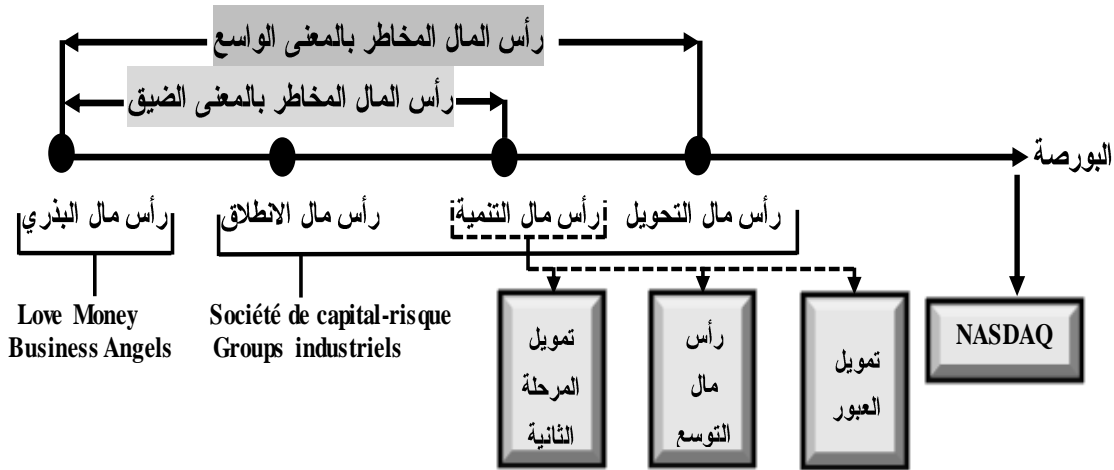 رأس المال المخاطر بالمعنى الواسع
رأس المال المخاطر بالمعنى الضيق
البورصة
رأس مال البذري
رأس مال الانطلاق
رأس مال التنمية
رأس مال التحويل
Love Money
Business Angels
Société de capital-risque
Groups industriels
تمويل
المرحلة
الثانية
رأس
مال
التوسع
تمويل
العبور
NASDAQ